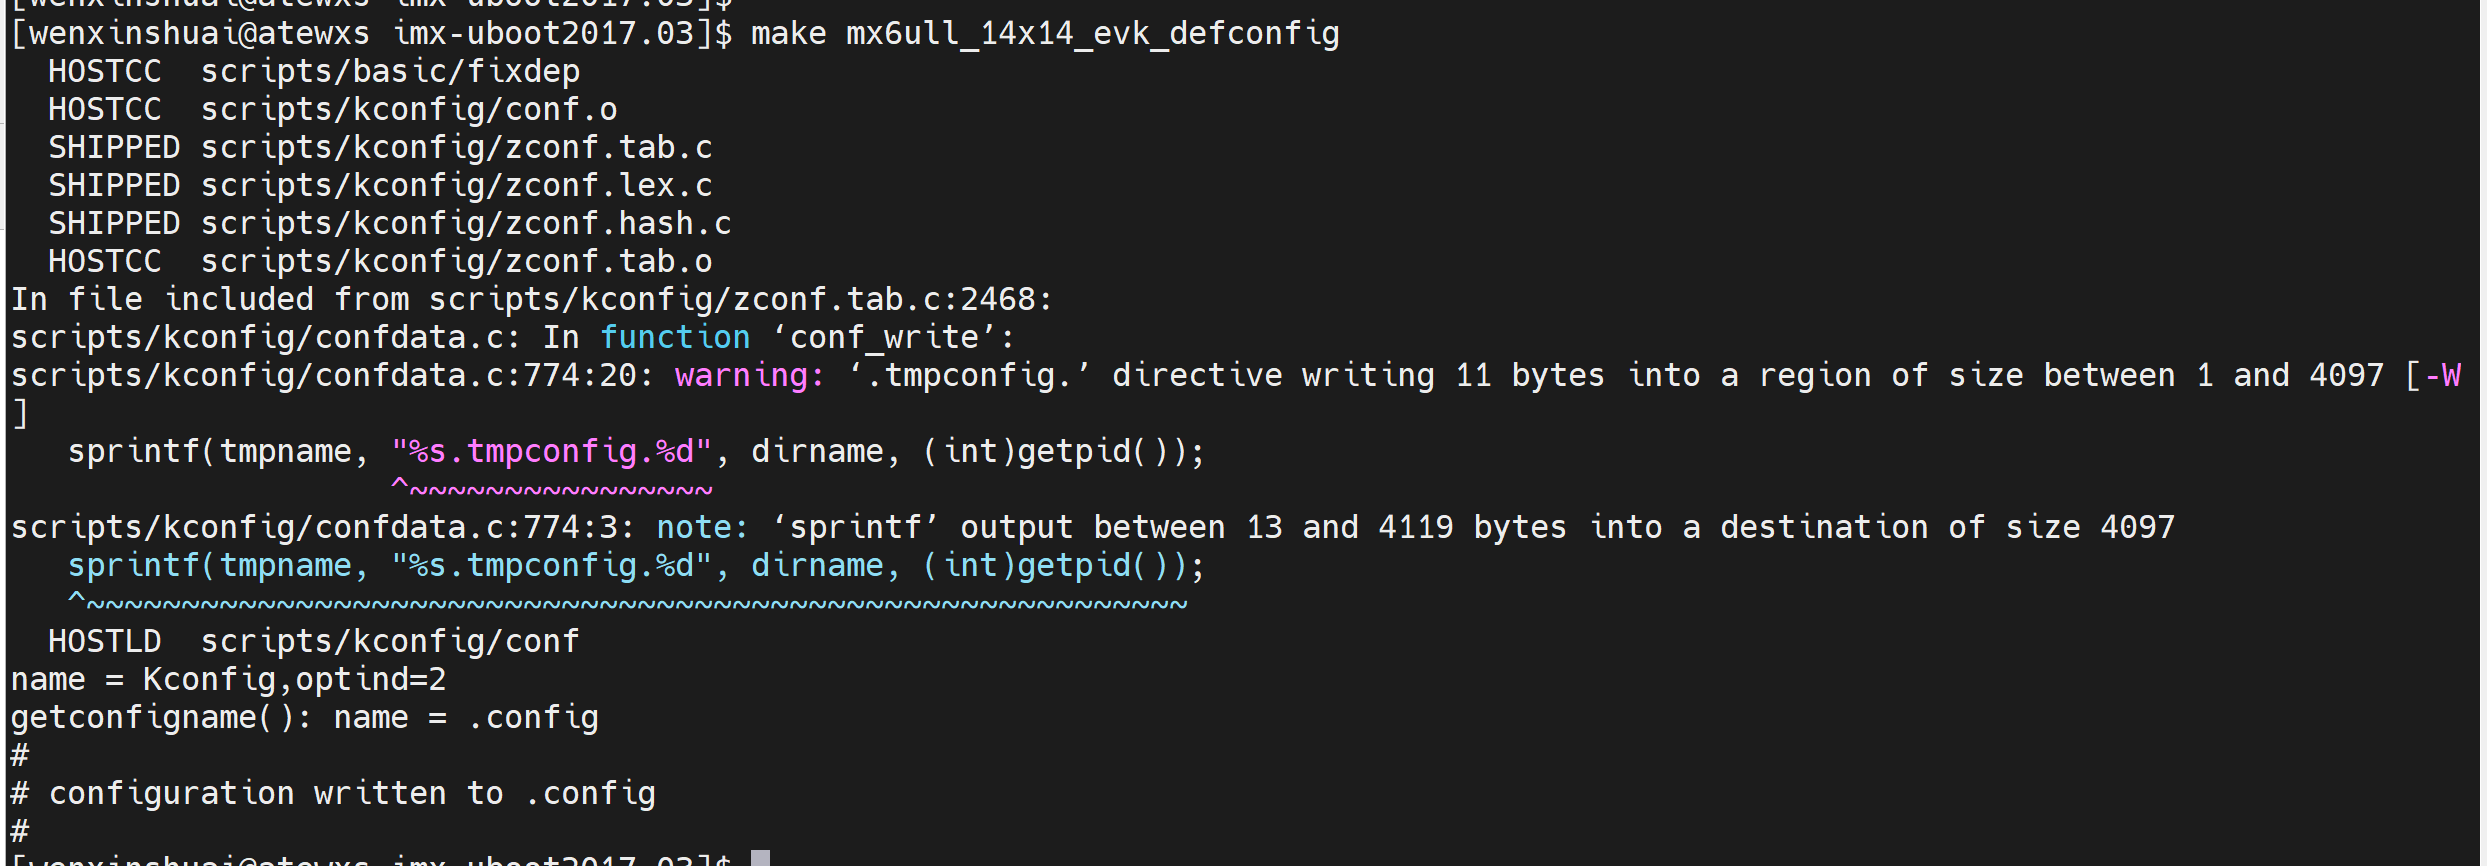 [wenxinshuai@atewxs imx-uboot2017.03]$
[wenxinshuai@atewxs imx-uboot2017.03]$ make mx6ull_14x14_evk_defconfig
  HOSTCC  scripts/basic/fixdep
  HOSTCC  scripts/kconfig/conf.o
  SHIPPED scripts/kconfig/zconf.tab.c
  SHIPPED scripts/kconfig/zconf.lex.c
  SHIPPED scripts/kconfig/zconf.hash.c
  HOSTCC  scripts/kconfig/zconf.tab.o
In file included from scripts/kconfig/zconf.tab.c:2468:
scripts/kconfig/confdata.c: In function ‘conf_write’:
scripts/kconfig/confdata.c:774:20: warning: ‘.tmpconfig.’ directive writing 11 bytes into a region of size between 1 and 4097 [-W
]
   sprintf(tmpname, "%s.tmpconfig.%d", dirname, (int)getpid());
                    ^~~~~~~~~~~~~~~~~
scripts/kconfig/confdata.c:774:3: note: ‘sprintf’ output between 13 and 4119 bytes into a destination of size 4097
   sprintf(tmpname, "%s.tmpconfig.%d", dirname, (int)getpid());
   ^~~~~~~~~~~~~~~~~~~~~~~~~~~~~~~~~~~~~~~~~~~~~~~~~~~~~~~~~~~
  HOSTLD  scripts/kconfig/conf
name = Kconfig,optind=2
getconfigname(): name = .config
#
# configuration written to .config
#
[wenxinshuai@atewxs imx-uboot2017.03]$